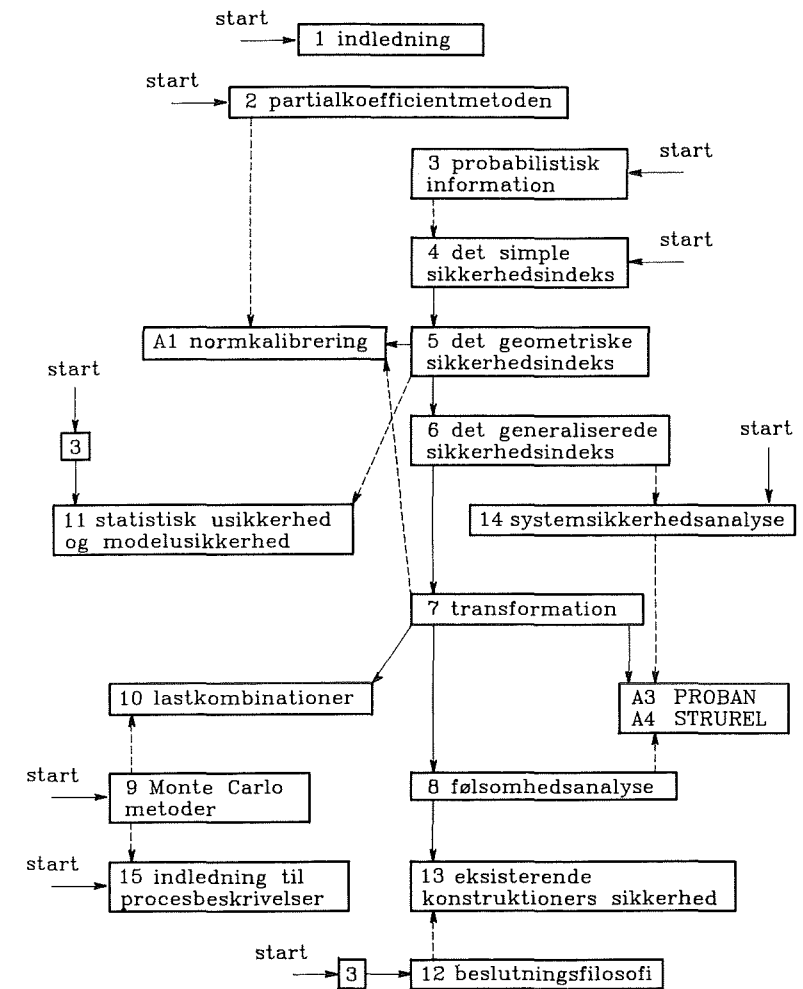 start
1 indledning
start
2 partialkoefficientmetoden
3 probabilistisk
information
start
4 det simple
sikkerhedsindeks
start
A1 normkalibrering
5 det geometriske
sikkerhedsindeks
start
3
6 det generaliserede
sikkerhedsindeks
start
11 statistisk usikkerhed
og modelusikkerhed
14 systemsikkerhedsanalyse
7 transformation
10 lastkombinationer
A3 PROBAN
A4 STRUREL
start
9 Monte Carlo
metoder
8 følsomhedsanalyse
start
15 indledning til
procesbeskrivelser
13 eksisterende
konstruktioners sikkerhed
start
3
12 beslutningsfilosofi